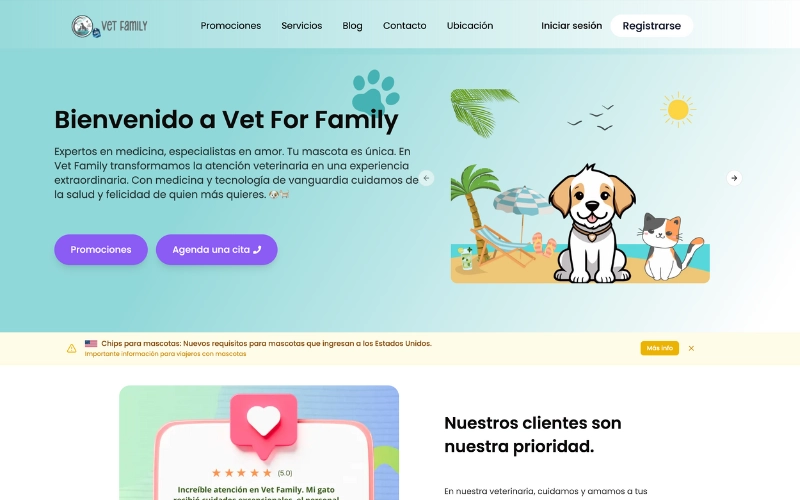 VET FAMILY
Promociones
Servicios
Blog
Contacto
Ubicación
Iniciar sesión
Registrarse
Bienvenido a Vet For Family
Expertos en medicina, especialistas en amor. Tu mascota es única. En
Vet Family transformamos la atención veterinaria en una experiencia
extraordinaria. Con medicina y tecnología de vanguardia cuidamos de
la salud y felicidad de quien más quieres.
Promociones
Agenda una cita
Chips para mascotas: Nuevos requisitos para mascotas que ingresan a los Estados Unidos.
Importante información para viajeros con mascotas
Más info
(5.0)
Increíble atención en Vet Family. Mi gato
recibió cuidados excepcionales, el personal
Nuestros clientes son
nuestra prioridad.
En nuestra veterinaria, cuidamos y amamos a tus